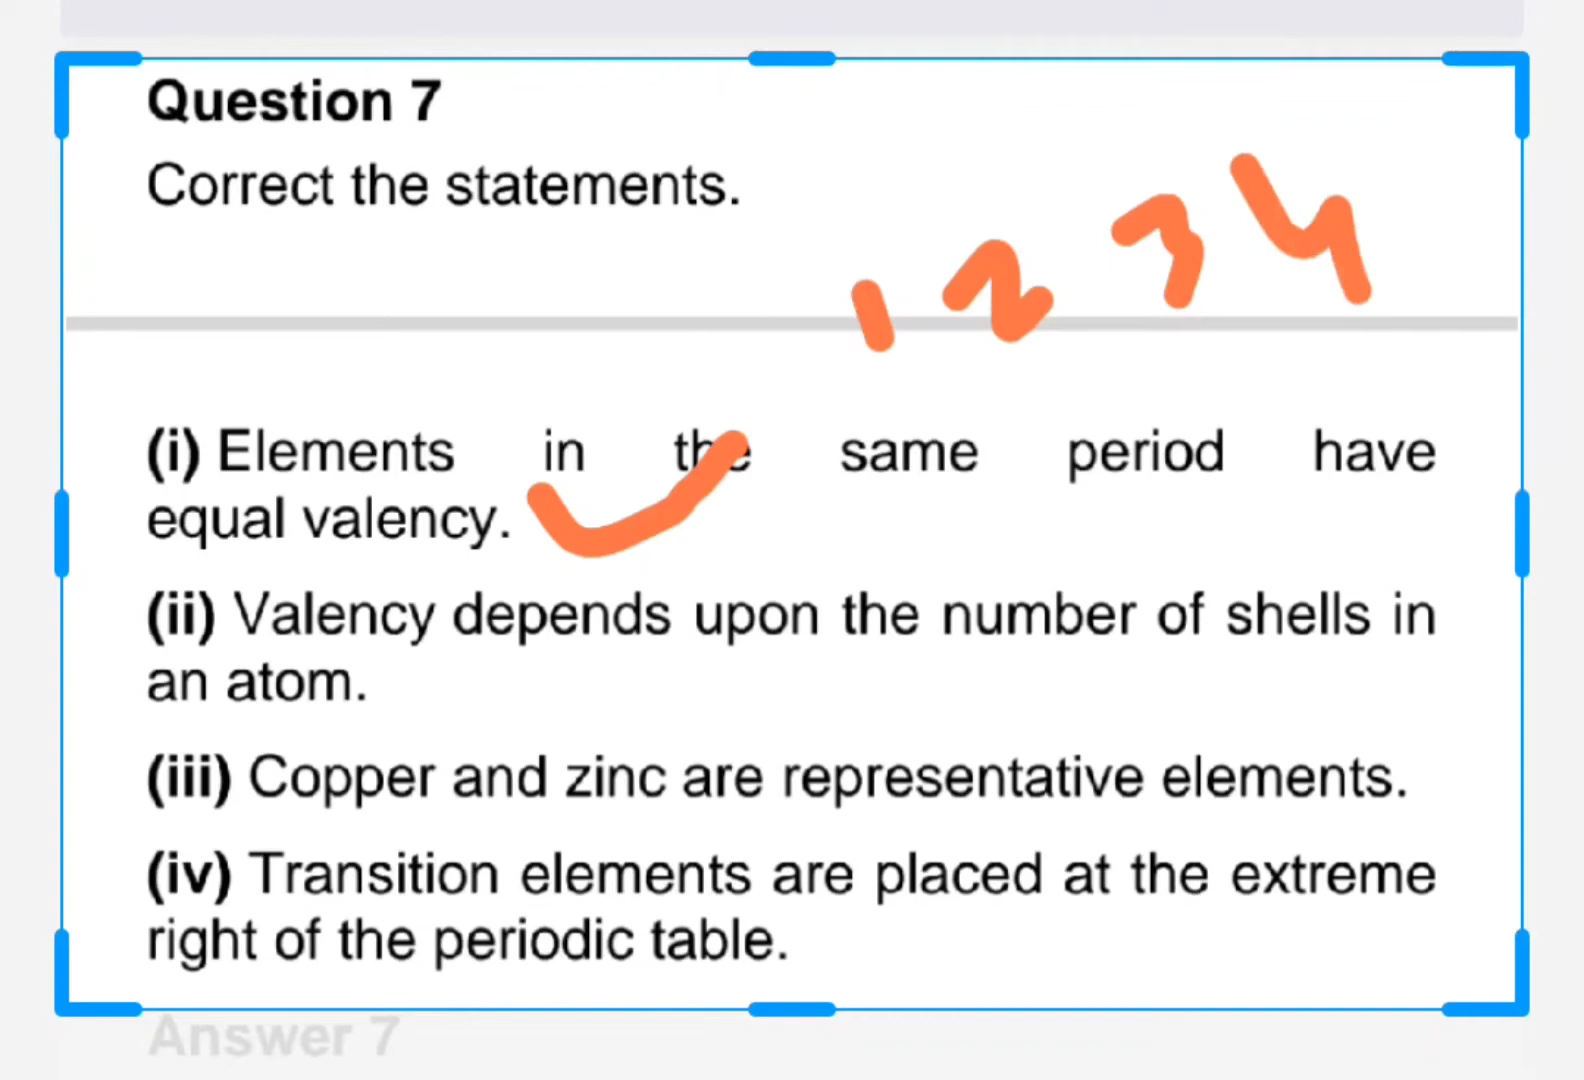 Question 7
Correct the statements.
1 2 3 4
(i) Elements in the same period have
equal valency.
(ii) Valency depends upon the number of shells in
an atom.
(iii) Copper and zinc are representative elements.
(iv) Transition elements are placed at the extreme
right of the periodic table.
Answer 7